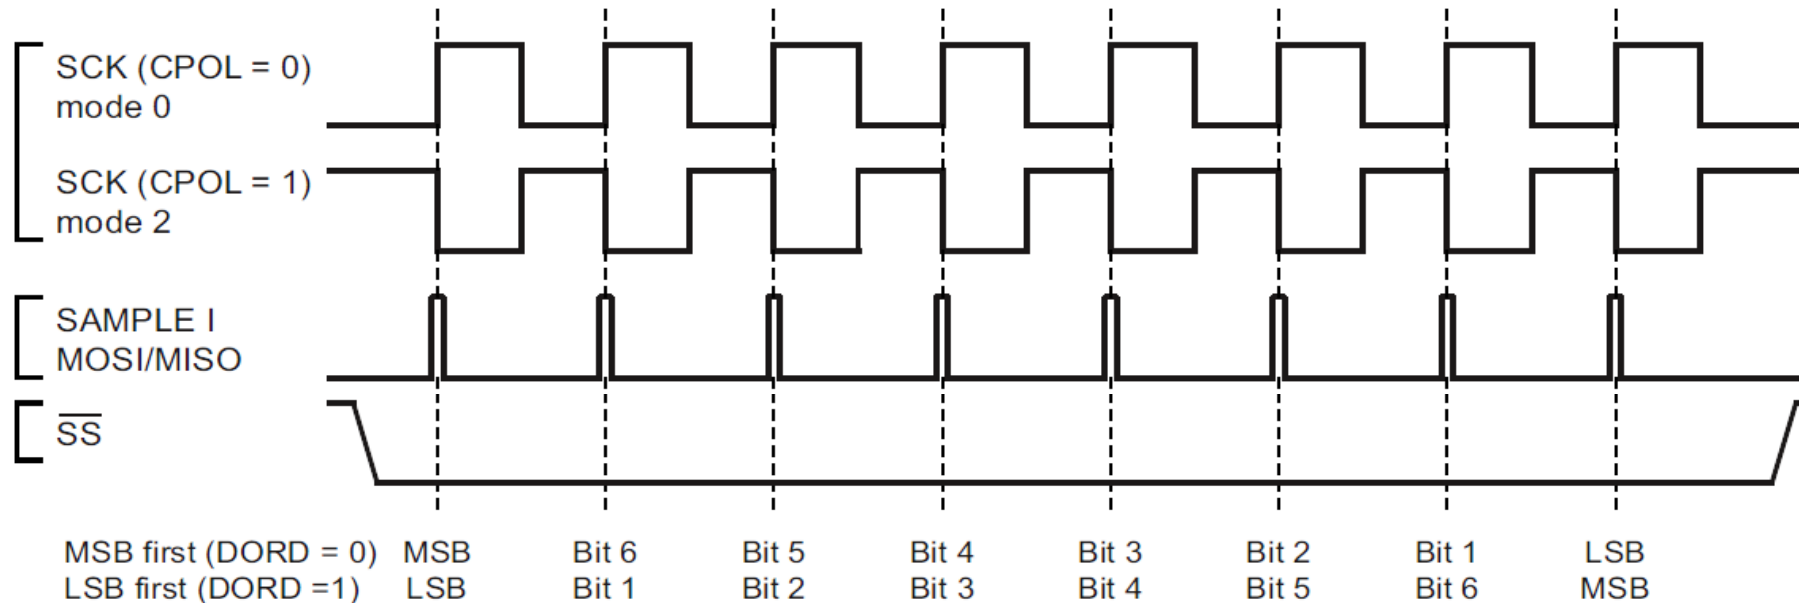 SCK (CPOL = 0)
mode 0
SCK (CPOL = 1)
mode 2
SAMPLE I
MOSI/MISO
SS
MSB first (DORD = 0) MSB Bit 6 Bit 5 Bit 4 Bit 3 Bit 2 Bit 1 LSB
LSB first (DORD =1) LSB Bit 1 Bit 2 Bit 3 Bit 4 Bit 5 Bit 6 MSB